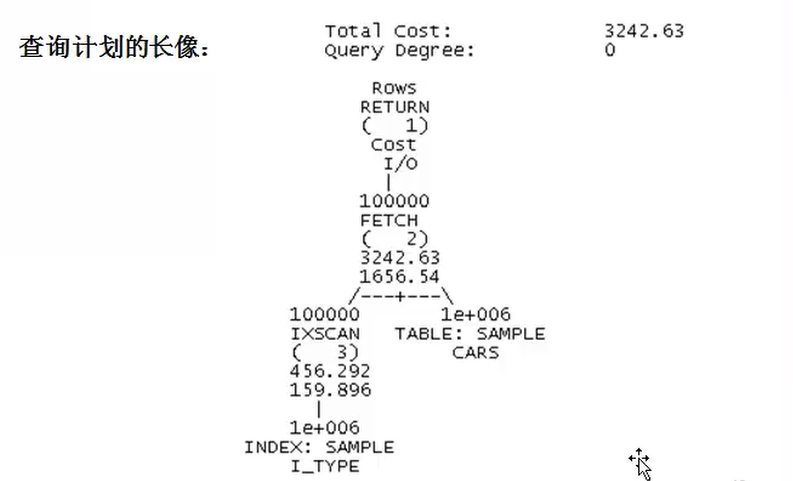 查询计划的长像：
Total Cost: 3242.63
Query Degree: 0
Rows
RETURN
( 1)
Cost
I/O
|
100000
FETCH
( 2)
3242.63
1656.54
/---+---\
100000 1e+006
IXSCAN TABLE: SAMPLE
( 3) CARS
456.292
159.896
|
1e+006
INDEX: SAMPLE
I_TYPE